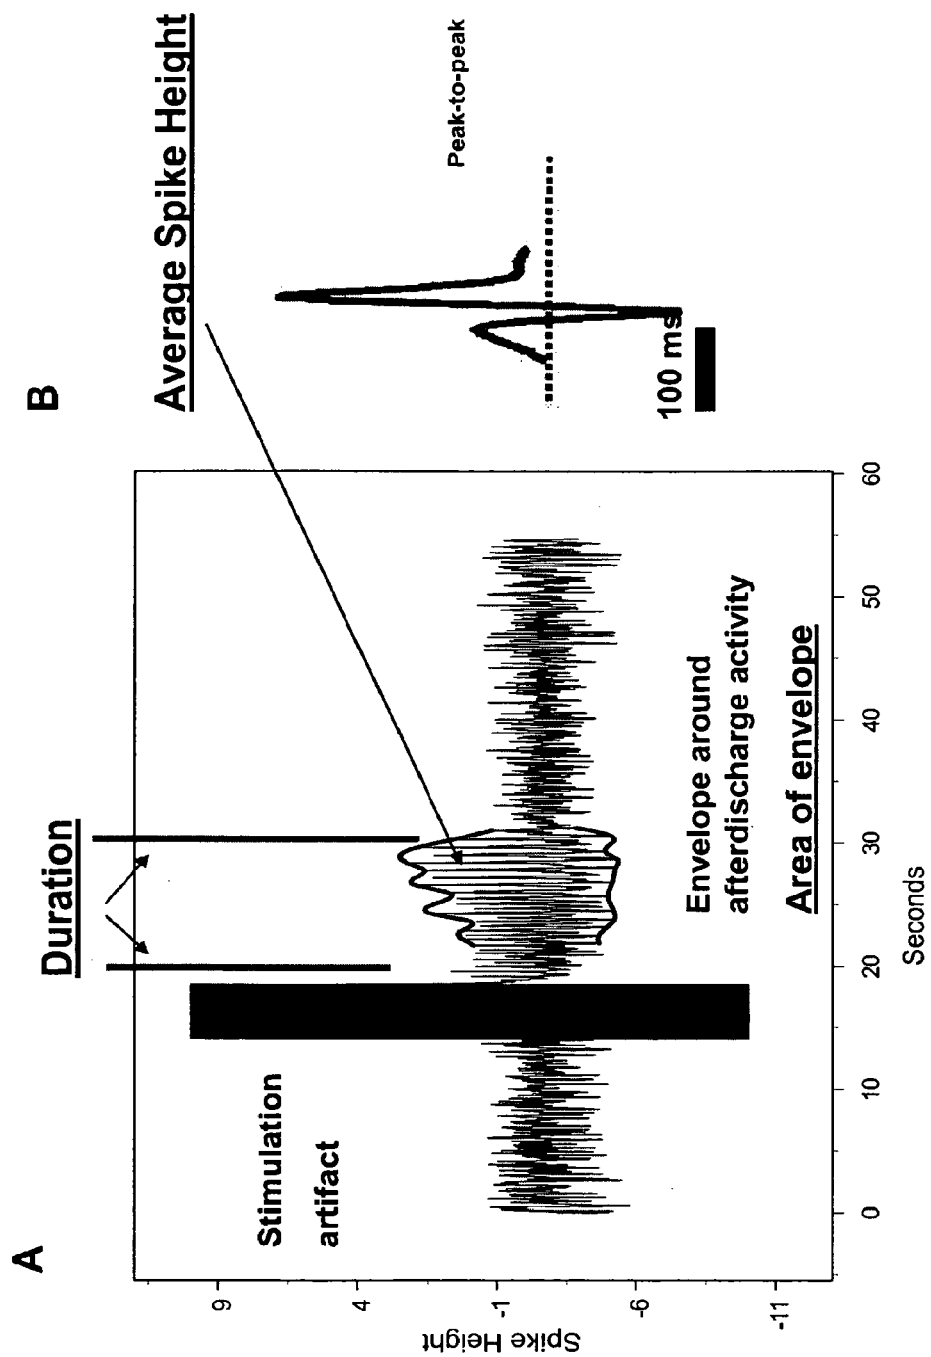 A
B
Duration
Average Spike Height
Stimulation
artifact
Peak-to-peak
100 ms
Envelope around
afterdischarge activity
Area of envelope
Spike Height
9
4
-1
-6
-11
0
10
20
30
40
50
60
Seconds